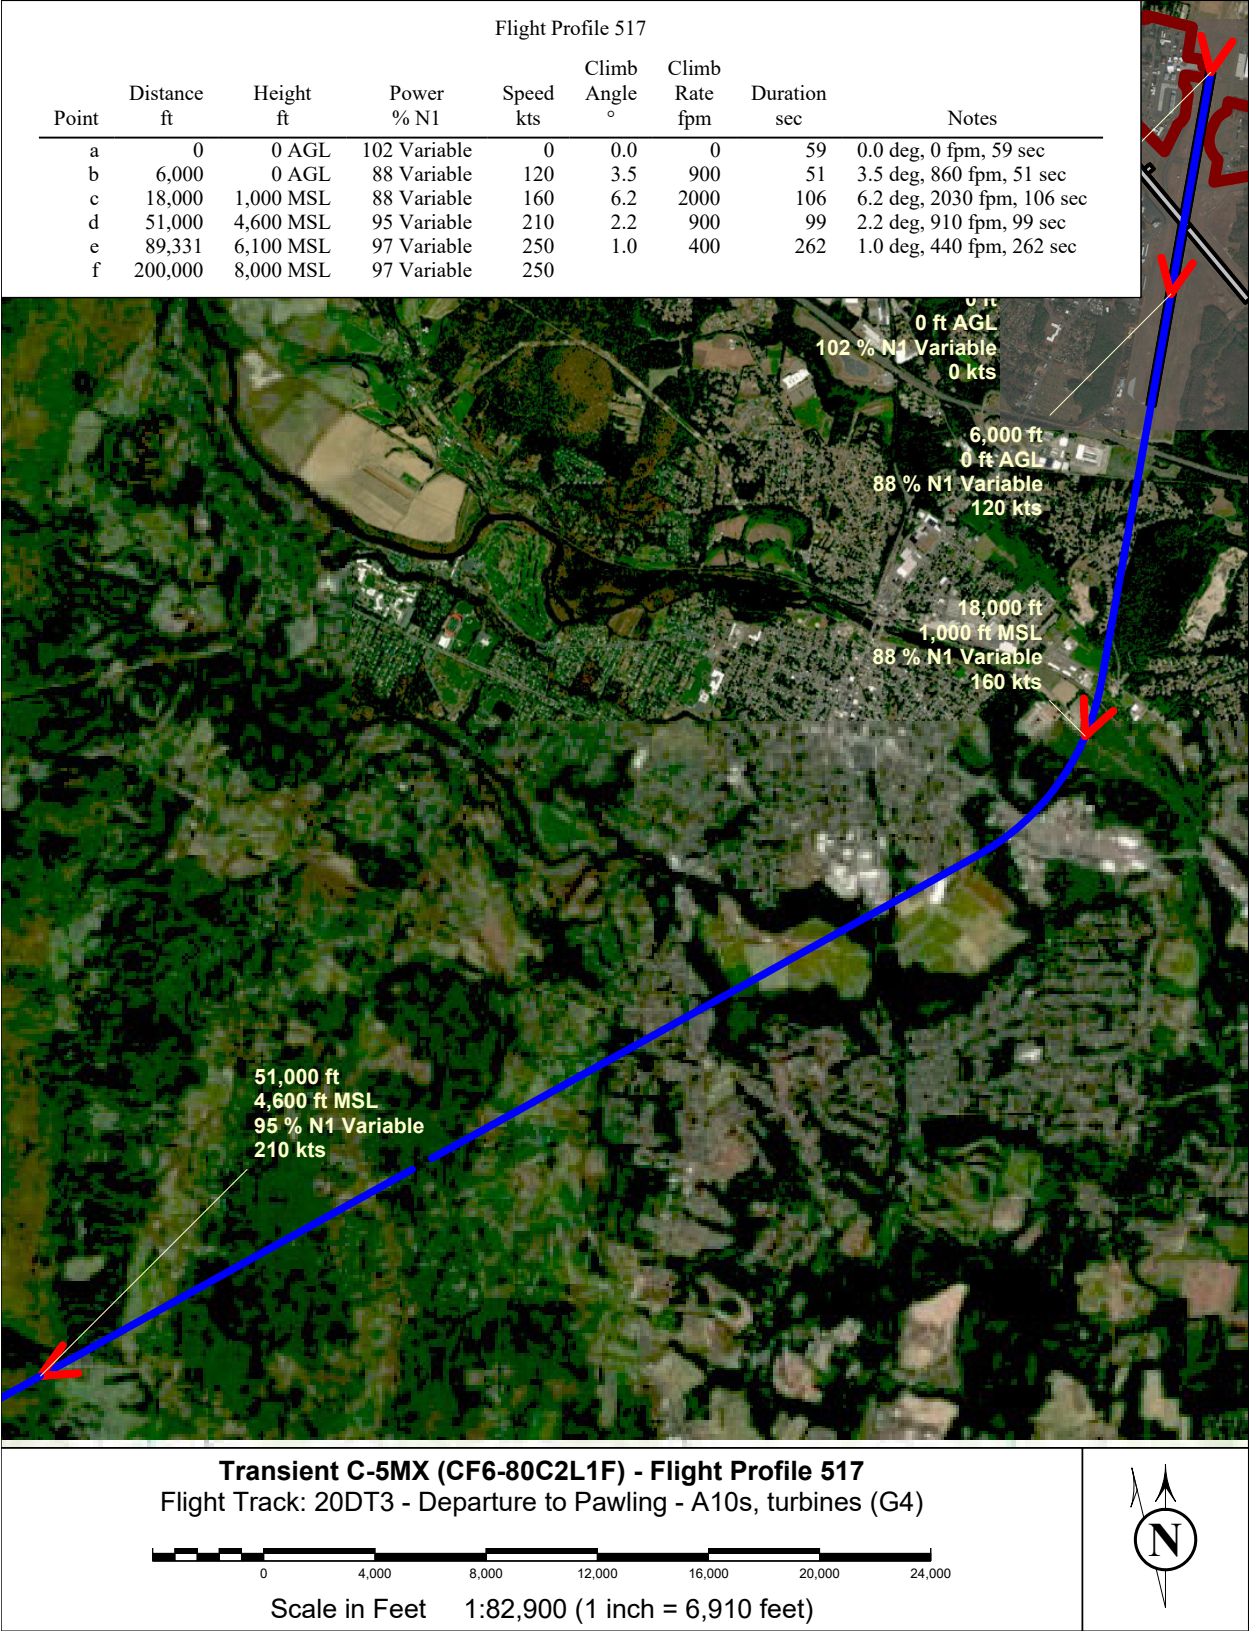 Flight Profile 517
Climb Climb
Distance Height Power Speed Angle Rate Duration
Point ft ft % N1 kts ° fpm sec Notes
a 0 0 AGL 102 Variable 0 0.0 0 59 0.0 deg, 0 fpm, 59 sec
b 6,000 0 AGL 88 Variable 120 3.5 900 51 3.5 deg, 860 fpm, 51 sec
c 18,000 1,000 MSL 88 Variable 160 6.2 2000 106 6.2 deg, 2030 fpm, 106 sec
d 51,000 4,600 MSL 95 Variable 210 2.2 900 99 2.2 deg, 910 fpm, 99 sec
e 89,331 6,100 MSL 97 Variable 250 1.0 400 262 1.0 deg, 440 fpm, 262 sec
f 200,000 8,000 MSL 97 Variable 250
0 ft
0 ft AGL
102 % N1 Variable
0 kts
6,000 ft
0 ft AGL
88 % N1 Variable
120 kts
18,000 ft
1,000 ft MSL
88 % N1 Variable
160 kts
51,000 ft
4,600 ft MSL
95 % N1 Variable
210 kts
Transient C-5MX (CF6-80C2L1F) - Flight Profile 517
Flight Track: 20DT3 - Departure to Pawling - A10s, turbines (G4)
0 4,000 8,000 12,000 16,000 20,000 24,000
Scale in Feet 1:82,900 (1 inch = 6,910 feet)
N